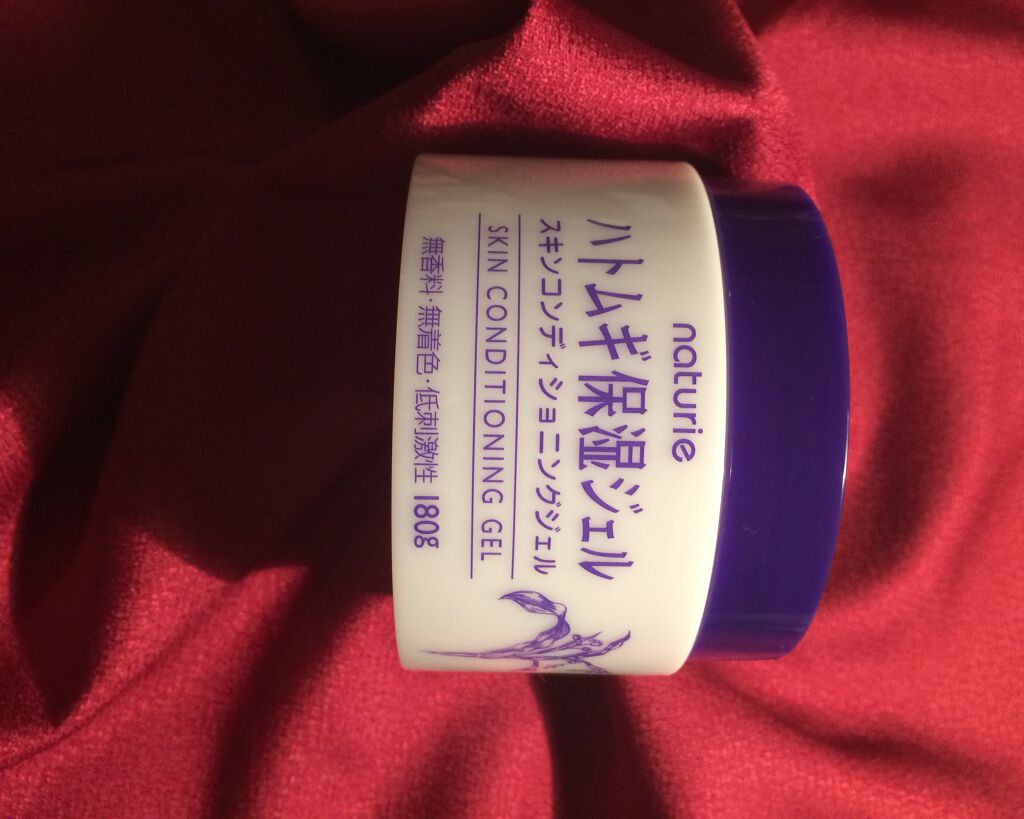 naturie
ハトムギ保湿ジェル
スキンコンディショニングジェル
SKIN CONDITIONING GEL
無香料・無着色・低刺激性 180g